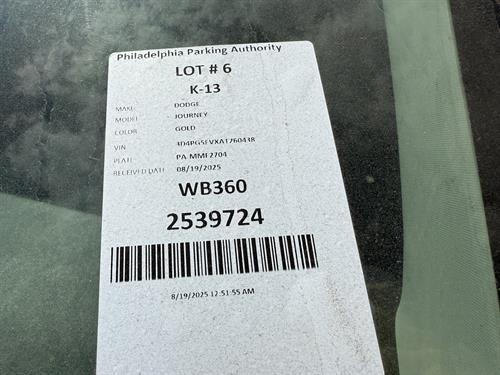 Philadelphia Parking Authority
LOT # 6
K-13
MAKE: DODGE
MODEL JOURNEY
COLOR GOLD
VIN 3D4PG5FVXAT260438
PLATE PA-MMF2704
RECEIVED DATE 08/19/2025
WB360
2539724
8/19/2025 12:51:55 AM